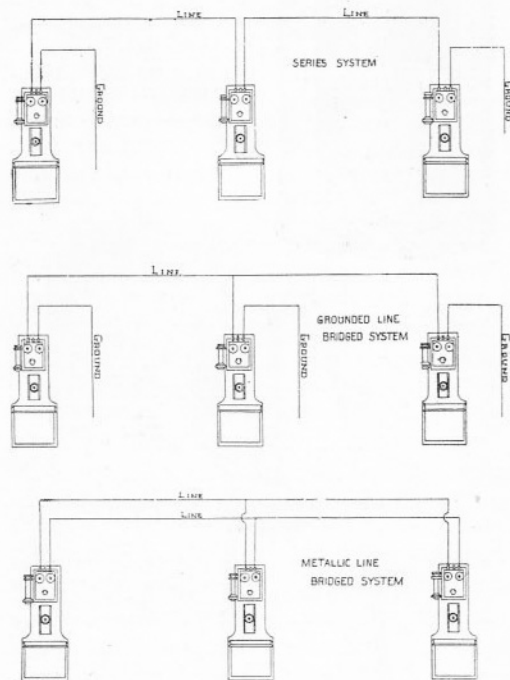 LINE LINE
SERIES SYSTEM
GROUND
GROUND
LINE
GROUNDED LINE
BRIDGED SYSTEM
GROUND
GROUND
GROUND
LINE
LINE
METALLIC LINE
BRIDGED SYSTEM